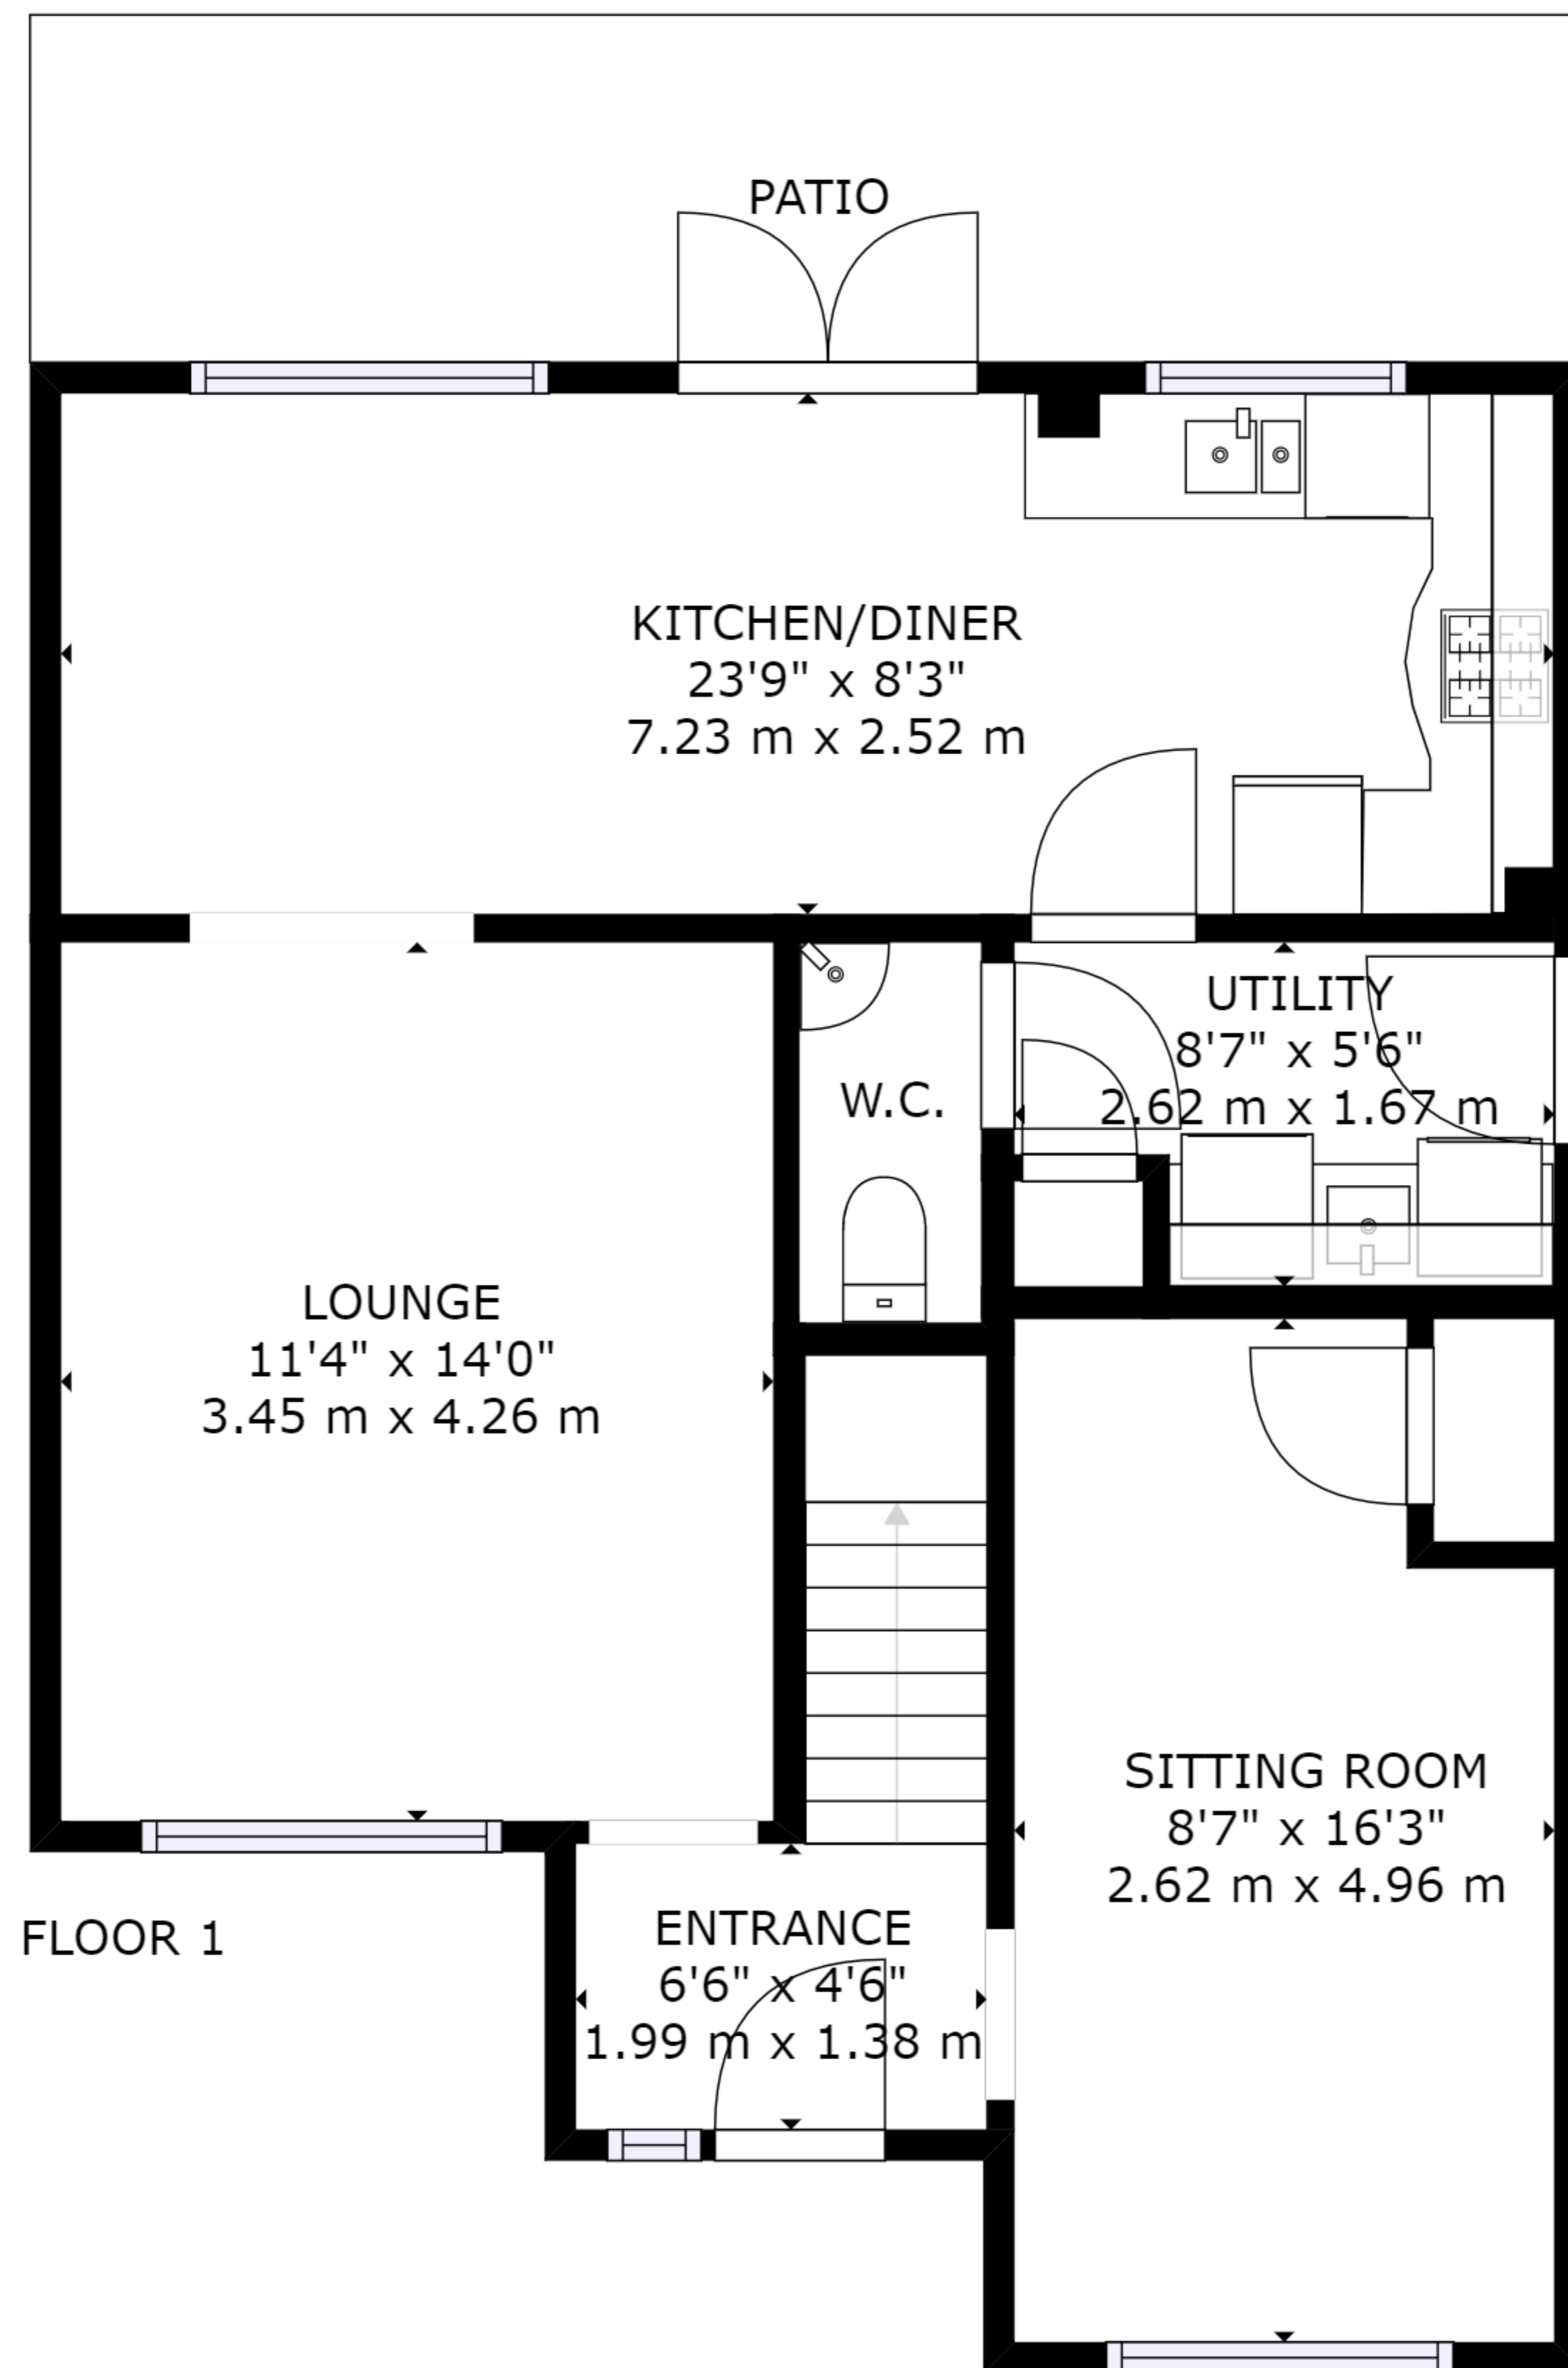 PATIO
KITCHEN/DINER
23'9" x 8'3"
7.23 m x 2.52 m
UTILITY
8'7" x 5'6"
2.62 m x 1.67 m
W.C.
LOUNGE
11'4" x 14'0"
3.45 m x 4.26 m
SITTING ROOM
8'7" x 16'3"
2.62 m x 4.96 m
ENTRANCE
6'6" x 4'6"
1.99 m x 1.38 m
FLOOR 1